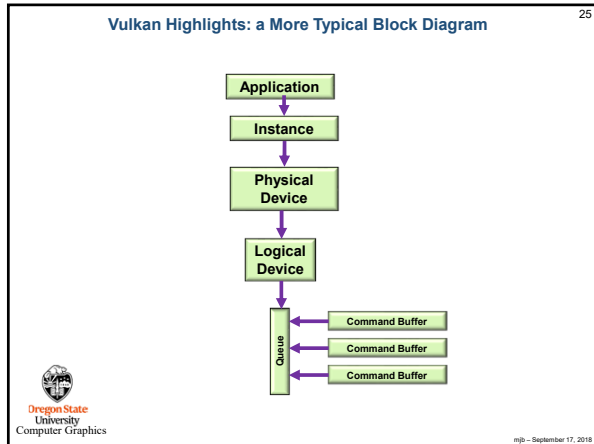 25
Vulkan Highlights: a More Typical Block Diagram
Application
Instance
Physical
Device
Logical
Device
Queue
Command Buffer
Command Buffer
Command Buffer
Oregon State
University
Computer Graphics
mjb – September 17, 2018